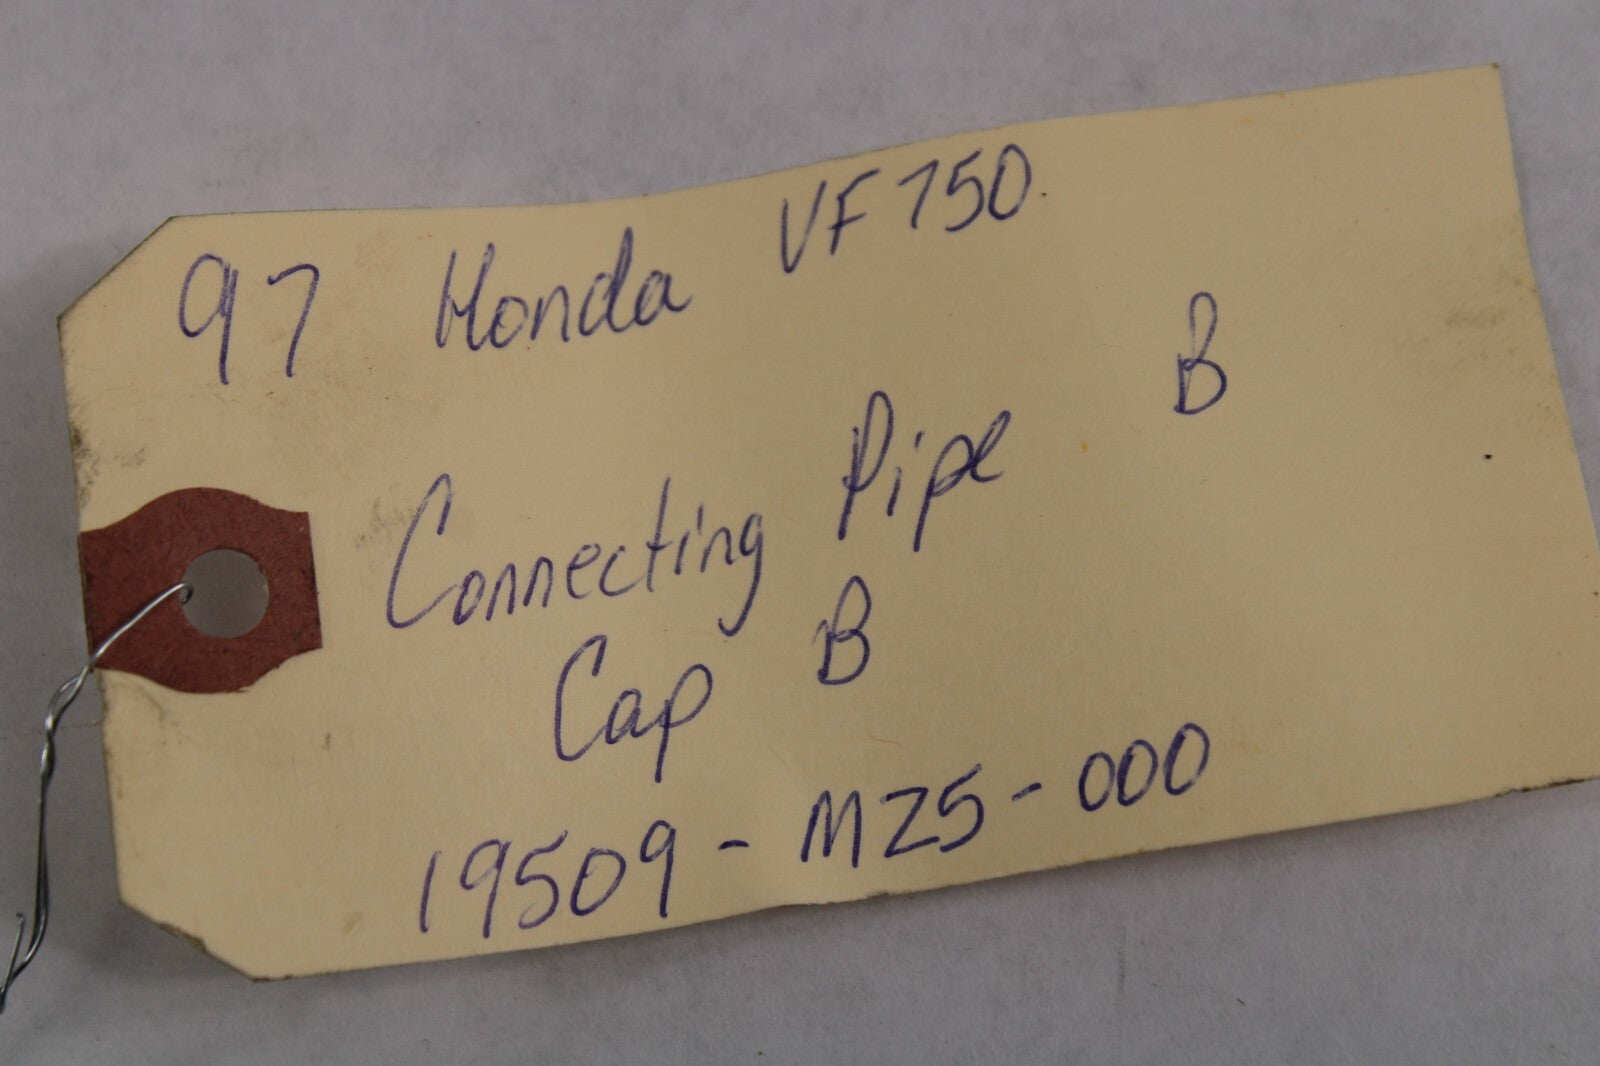 97 Honda VF750
Connecting Pipe B
Cap B
19509-MZ5-000